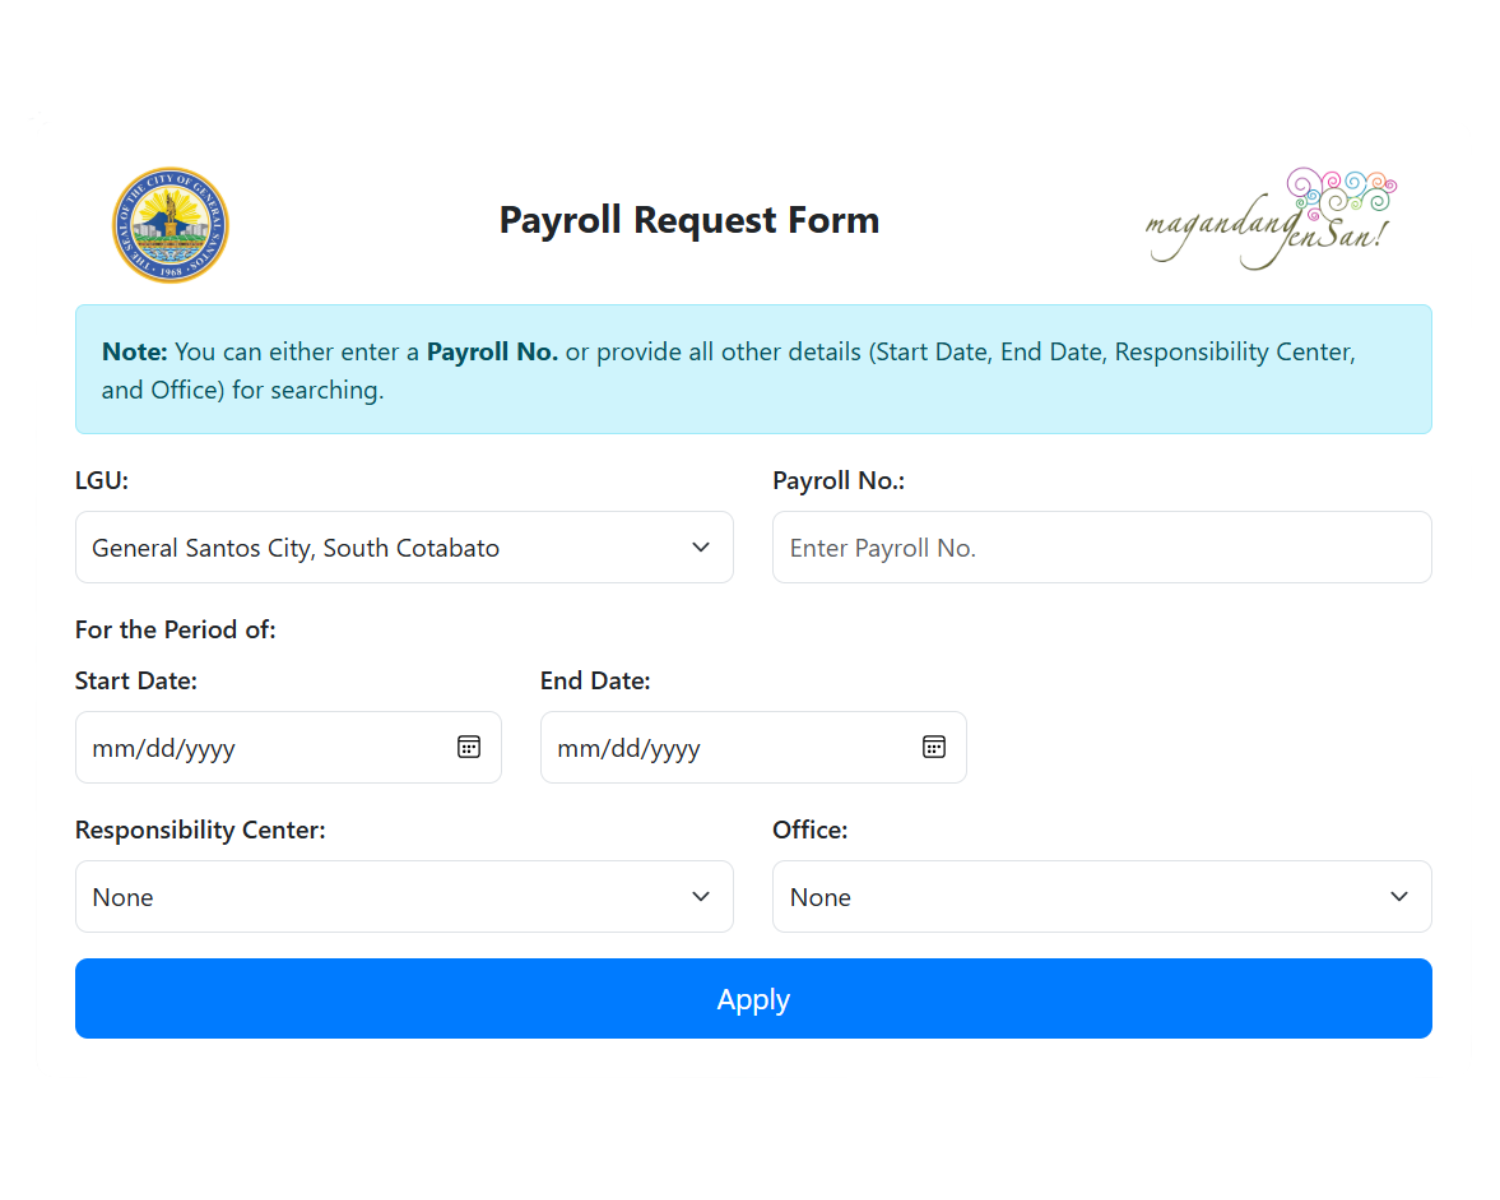 THE SEAL OF THE CITY OF GENERAL SANTOS
1968
Payroll Request Form
magandang GenSan!
Note: You can either enter a Payroll No. or provide all other details (Start Date, End Date, Responsibility Center,
and Office) for searching.
LGU:
Payroll No.:
General Santos City, South Cotabato
Enter Payroll No.
For the Period of:
Start Date:
End Date:
mm/dd/yyyy
mm/dd/yyyy
Responsibility Center:
Office:
None
None
Apply